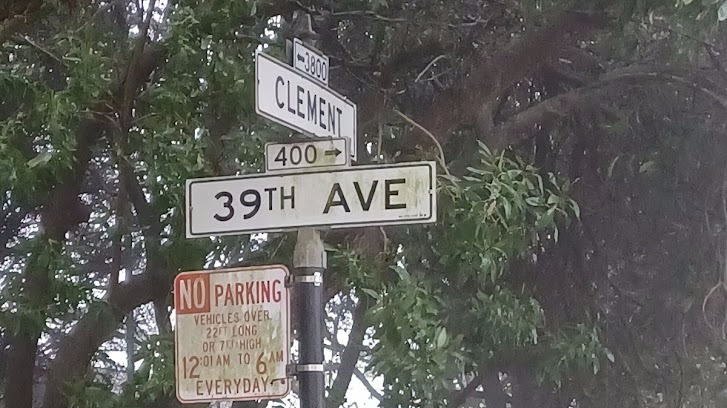 ←3800
CLEMENT
400 →
39TH AVE
NO PARKING
VEHICLES OVER
22FT LONG
OR 7FT HIGH
12:01AM TO 6AM
EVERYDAY